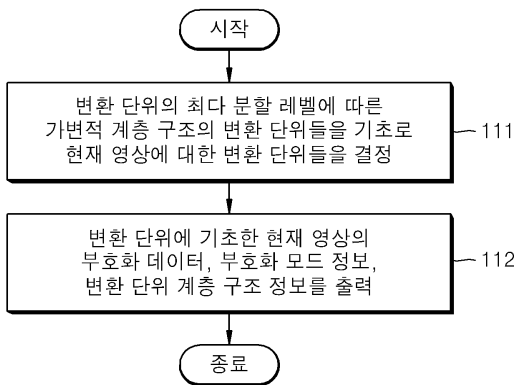 시작
변환 단위의 최다 분할 레벨에 따른
가변적 계층 구조의 변환 단위들을 기초로
현재 영상에 대한 변환 단위들을 결정
111
변환 단위에 기초한 현재 영상의
부호화 데이터, 부호화 모드 정보,
변환 단위 계층 구조 정보를 출력
112
종료